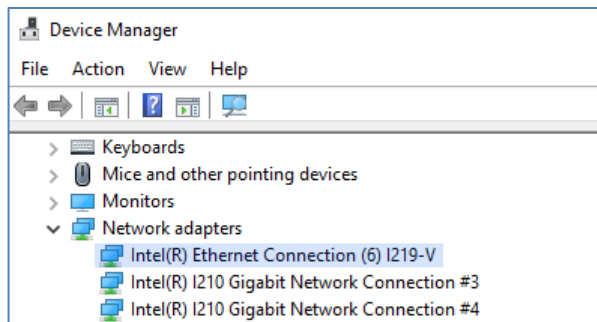 Device Manager
File Action View Help
Keyboards
Mice and other pointing devices
Monitors
Network adapters
Intel(R) Ethernet Connection (6) I219-V
Intel(R) I210 Gigabit Network Connection #3
Intel(R) I210 Gigabit Network Connection #4